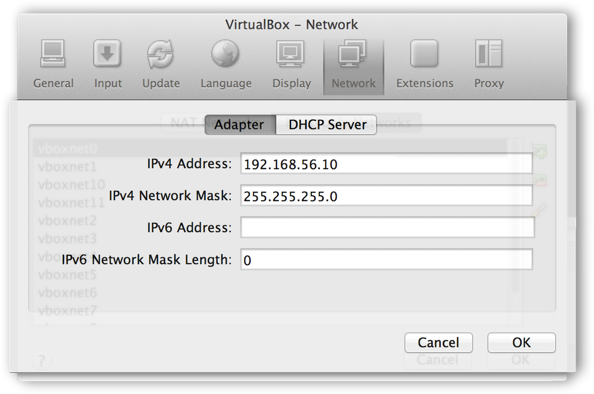 VirtualBox – Network
General Input Update Language Display Network Extensions Proxy
Adapter DHCP Server
vboxnet0
IPv4 Address: 192.168.56.10
vboxnet1
vboxnet10
IPv4 Network Mask: 255.255.255.0
vboxnet11
vboxnet2
IPv6 Address:
vboxnet3
IPv6 Network Mask Length: 0
vboxnet5
vboxnet6
vboxnet7
Cancel OK
? Cancel OK